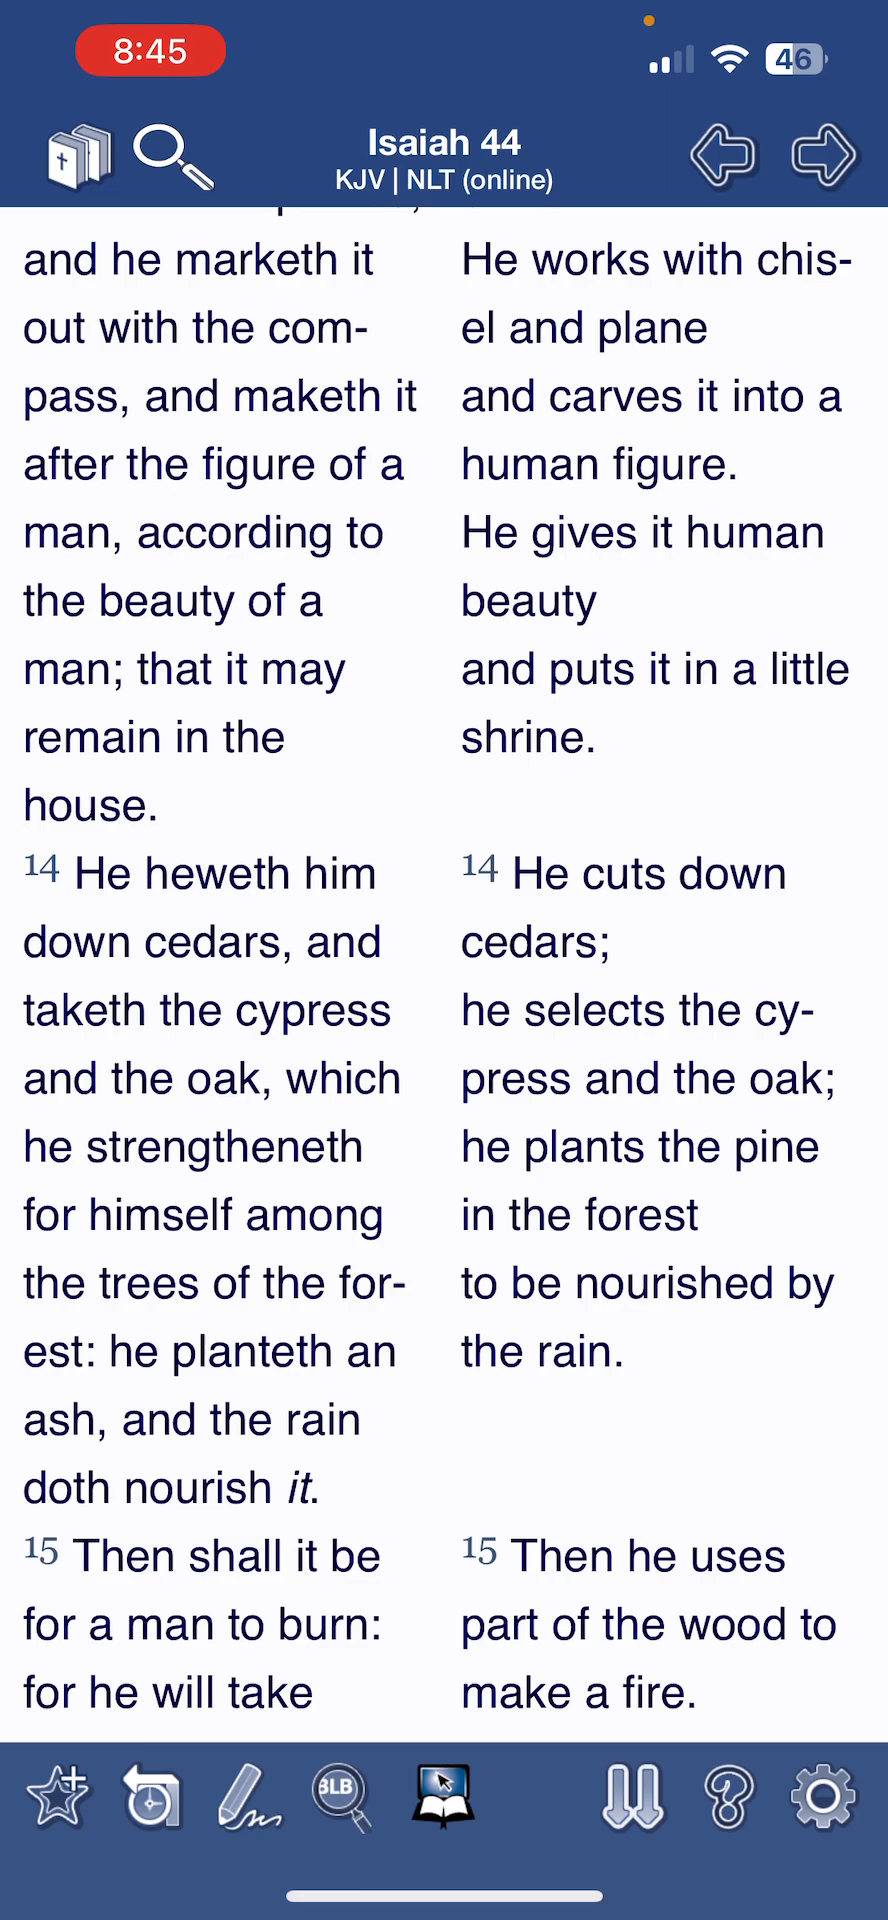 8:45
46
Isaiah 44
KJV | NLT (online)
and he marketh it
out with the com-
pass, and maketh it
after the figure of a
man, according to
the beauty of a
man; that it may
remain in the
house.
14 He heweth him
down cedars, and
taketh the cypress
and the oak, which
he strengtheneth
for himself among
the trees of the for-
est: he planteth an
ash, and the rain
doth nourish it.
15 Then shall it be
for a man to burn:
for he will take
He works with chis-
el and plane
and carves it into a
human figure.
He gives it human
beauty
and puts it in a little
shrine.
14 He cuts down
cedars;
he selects the cy-
press and the oak;
he plants the pine
in the forest
to be nourished by
the rain.
15 Then he uses
part of the wood to
make a fire.
BLB